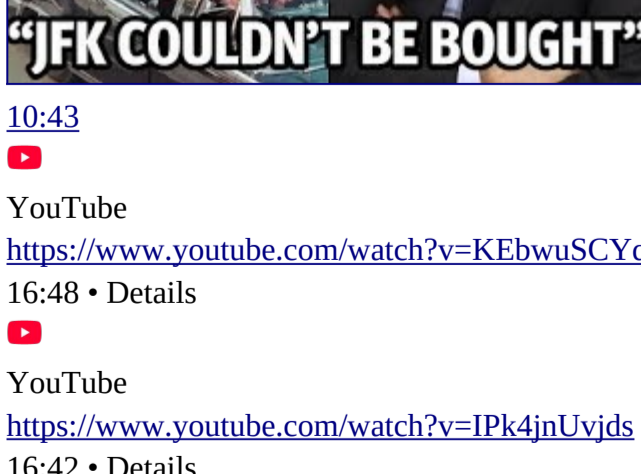 “JFK COULDN’T BE BOUGHT”
10:43
YouTube
https://www.youtube.com/watch?v=KEbwuSCYc
16:48 • Details
YouTube
https://www.youtube.com/watch?v=IPk4jnUvjds
16:42 • Details